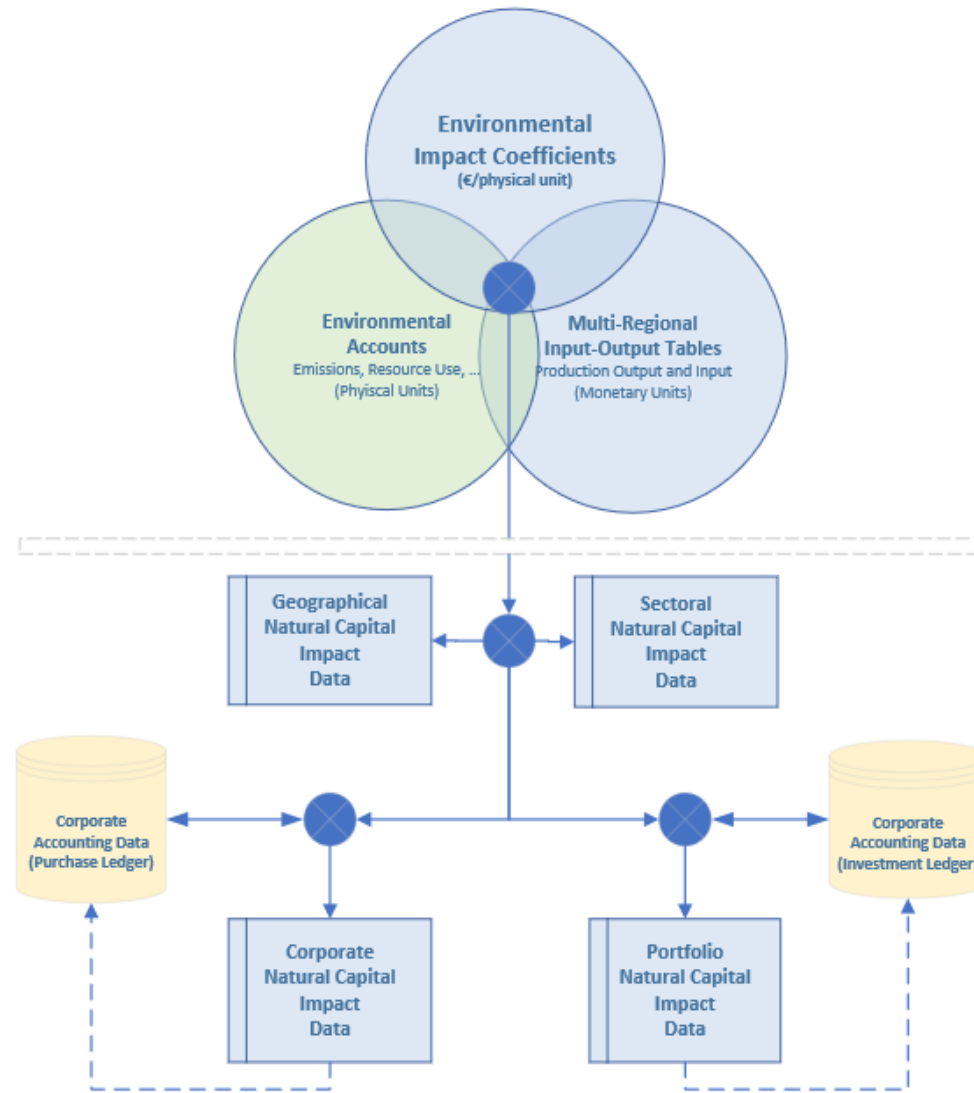 Environmental
Impact Coefficients
(€/physical unit)
Environmental
Accounts
Emissions, Resource Use, ...
(Phyiscal Units)
Multi-Regional
Input-Output Tables
Production Output and Input
(Monetary Units)
Geographical
Natural Capital
Impact
Data
Sectoral
Natural Capital
Impact
Data
Corporate
Accounting Data
(Purchase Ledger)
Corporate
Accounting Data
(Investment Ledger
Corporate
Natural Capital
Impact
Data
Portfolio
Natural Capital
Impact
Data